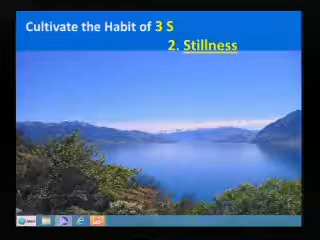 Cultivate the Habit of 3 S
2. Stillness